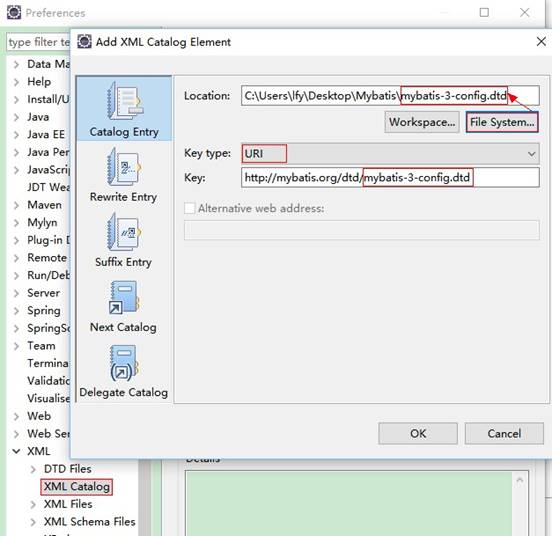 Preferences
type filter te
Data Ma
Help
Install/U
Java
Java EE
Java Per
JavaScrip
JDT Wea
Maven
Mylyn
Plug-in D
Remote
Run/Deb
Server
Spring
SpringSo
Team
Termina
Validatio
Visualise
Web
Web Ser
XML
DTD Files
XML Catalog
XML Files
XML Schema Files
Add XML Catalog Element
Catalog Entry
Rewrite Entry
Suffix Entry
Next Catalog
Delegate Catalog
Location: C:\Users\lfy\Desktop\Mybatis\mybatis-3-config.dtd
Workspace... File System...
Key type: URI
Key: http://mybatis.org/dtd/mybatis-3-config.dtd
Alternative web address:
OK Cancel
Details